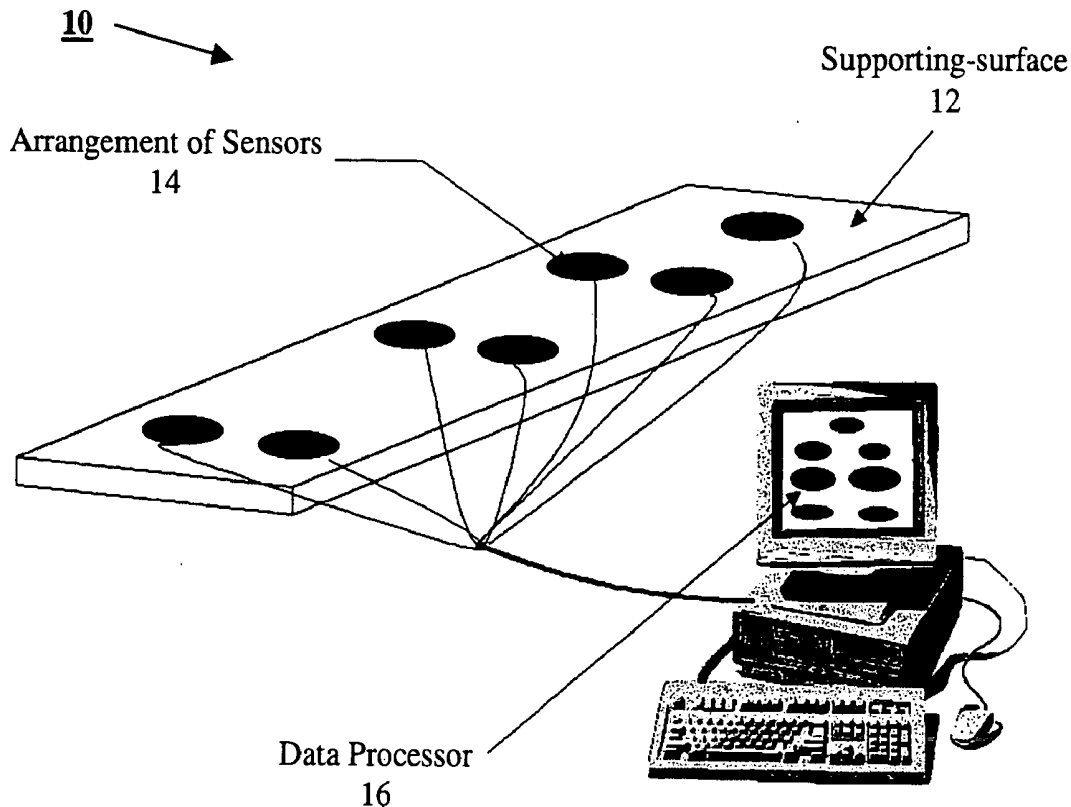 10
Supporting-surface
12
Arrangement of Sensors
14
Data Processor
16